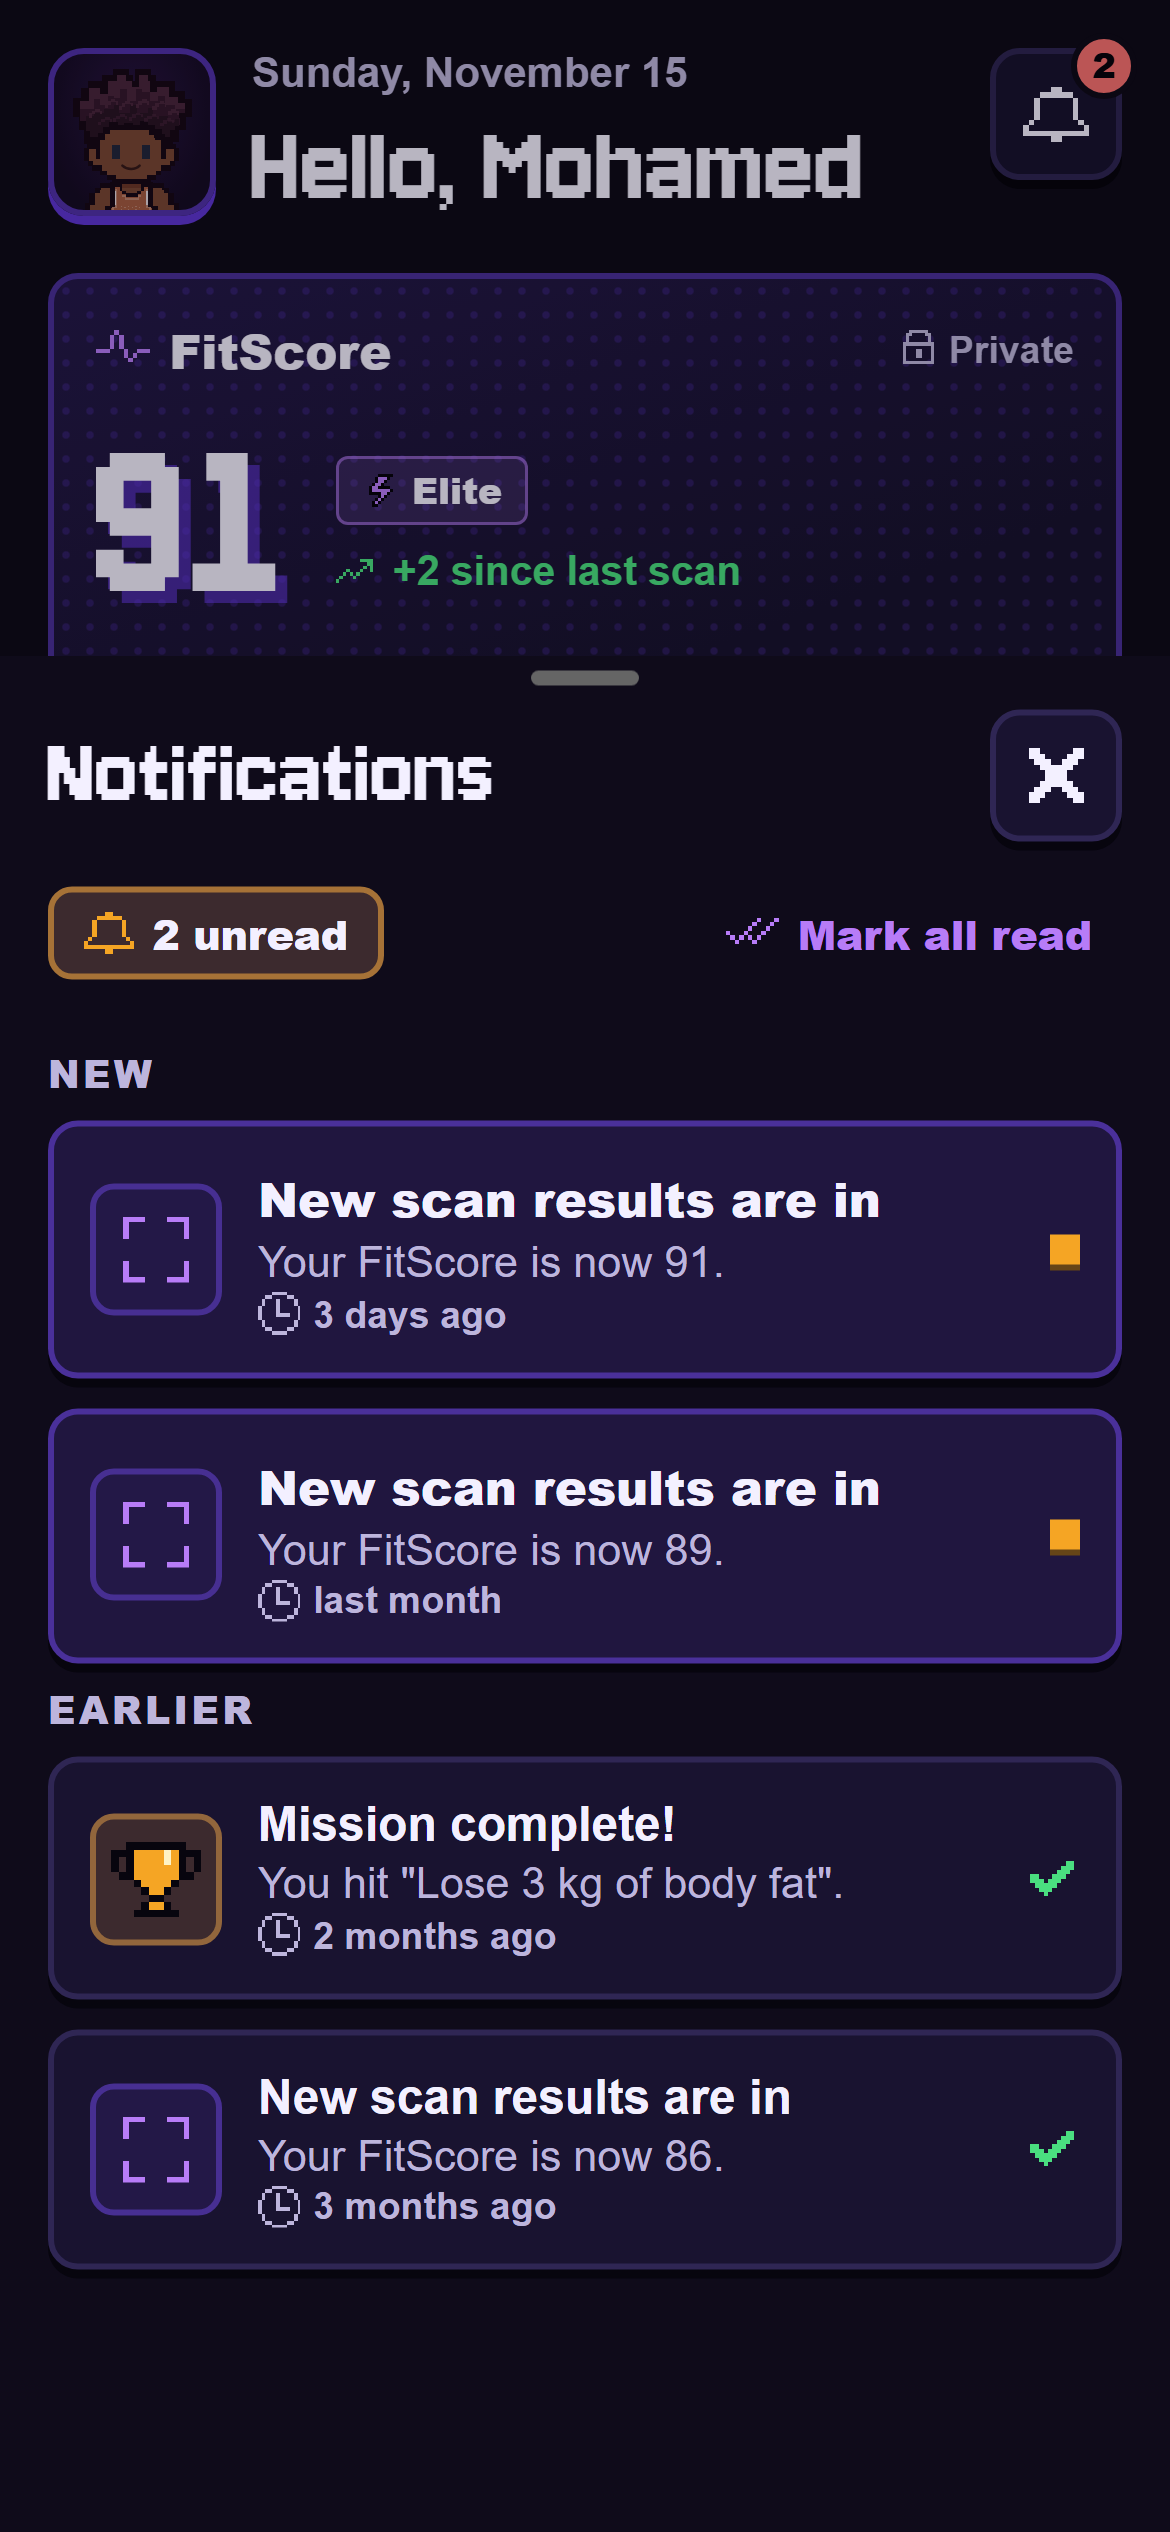 Sunday, November 15
2
Hello, Mohamed
FitScore
Private
91
Elite
+2 since last scan
Notifications
2 unread
Mark all read
NEW
New scan results are in
Your FitScore is now 91.
3 days ago
New scan results are in
Your FitScore is now 89.
last month
EARLIER
Mission complete!
You hit "Lose 3 kg of body fat".
2 months ago
New scan results are in
Your FitScore is now 86.
3 months ago